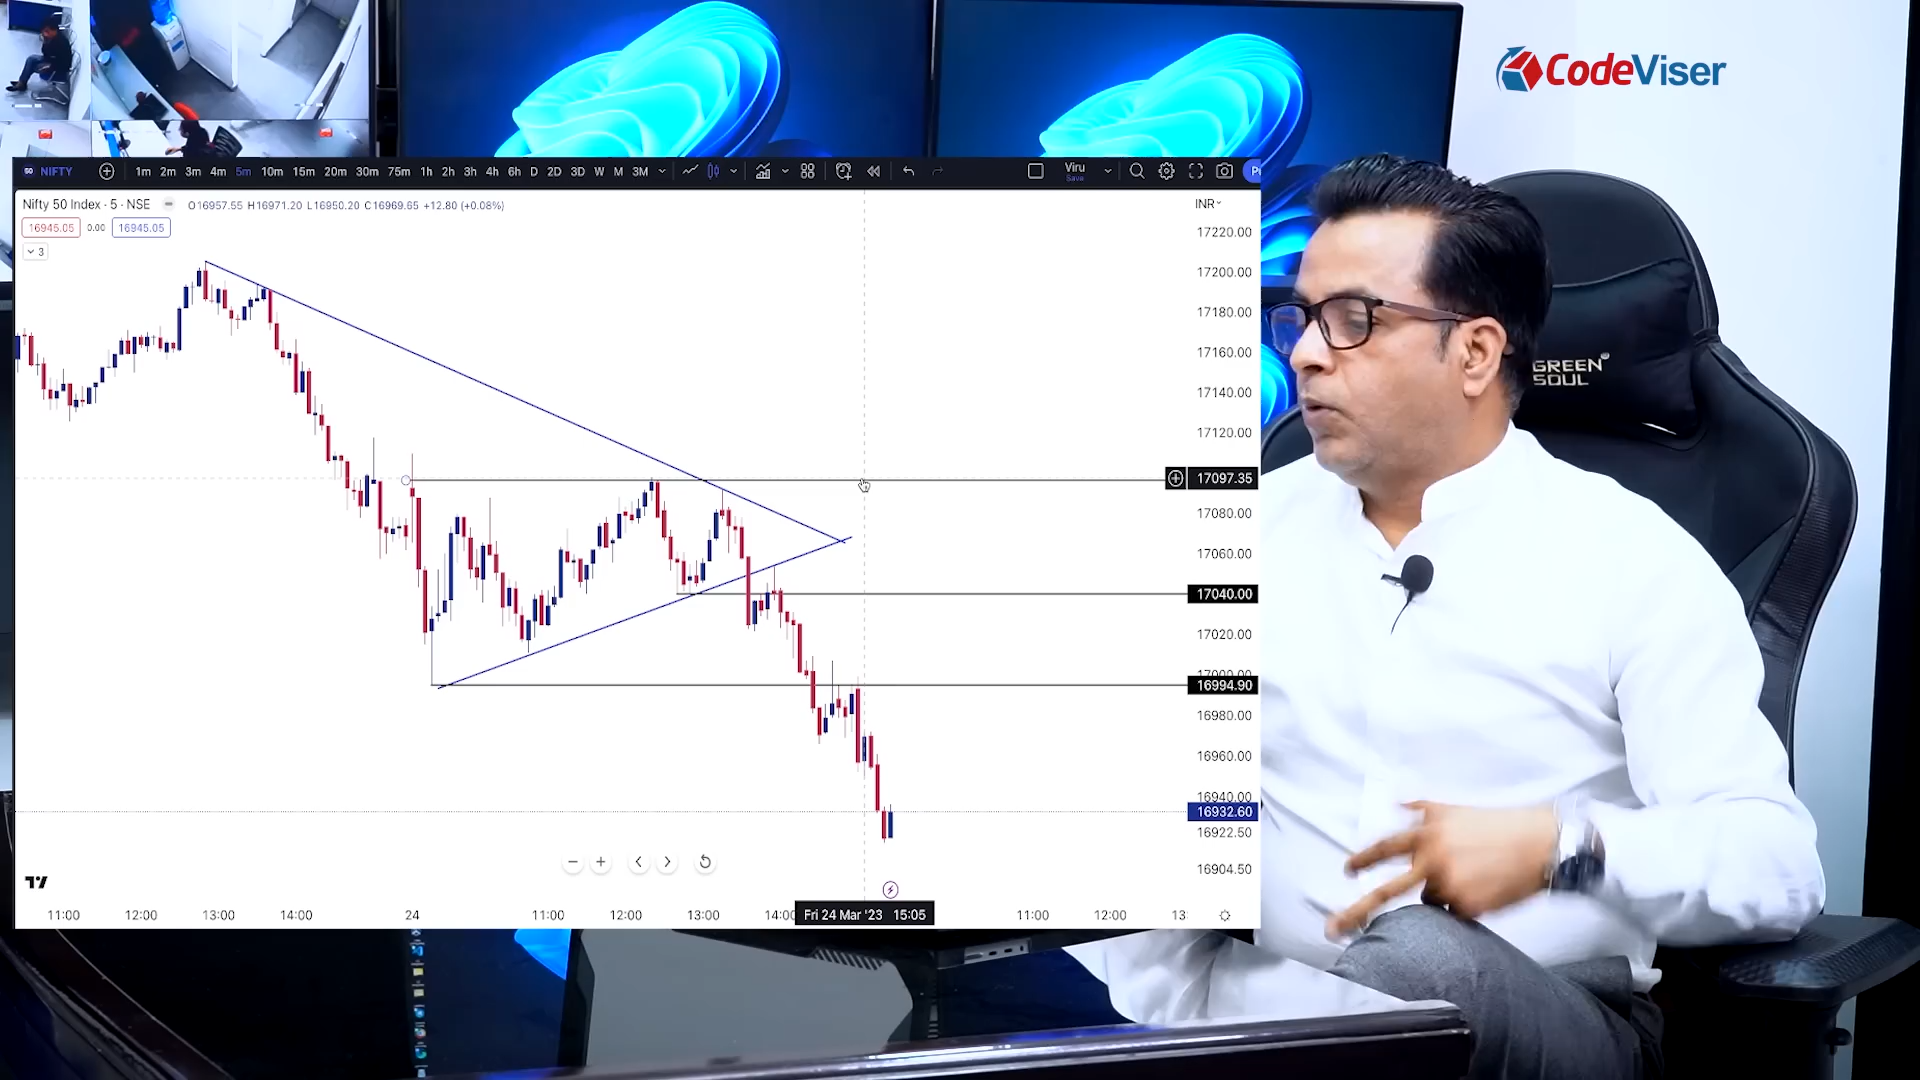 CodeViser
NIFTY 1m 2m 3m 4m 5m 10m 15m 20m 30m 75m 1h 2h 3h 4h 6h D 2D 3D W M 3M Viru
Save
Nifty 50 Index · 5 · NSE O16957.55 H16971.20 L16950.20 C16969.65 +12.80 (+0.08%) INR
16945.05 0.00 16945.05
3
17220.00
17200.00
17180.00
17160.00
17140.00
17120.00
17097.35
17080.00
17060.00
17040.00
17020.00
17000.00
16994.90
16980.00
16960.00
16940.00
16932.60
16922.50
16904.50
11:00 12:00 13:00 14:00 24 11:00 12:00 13:00 14:00 Fri 24 Mar '23 15:05 11:00 12:00 13:
GREEN
SOUL